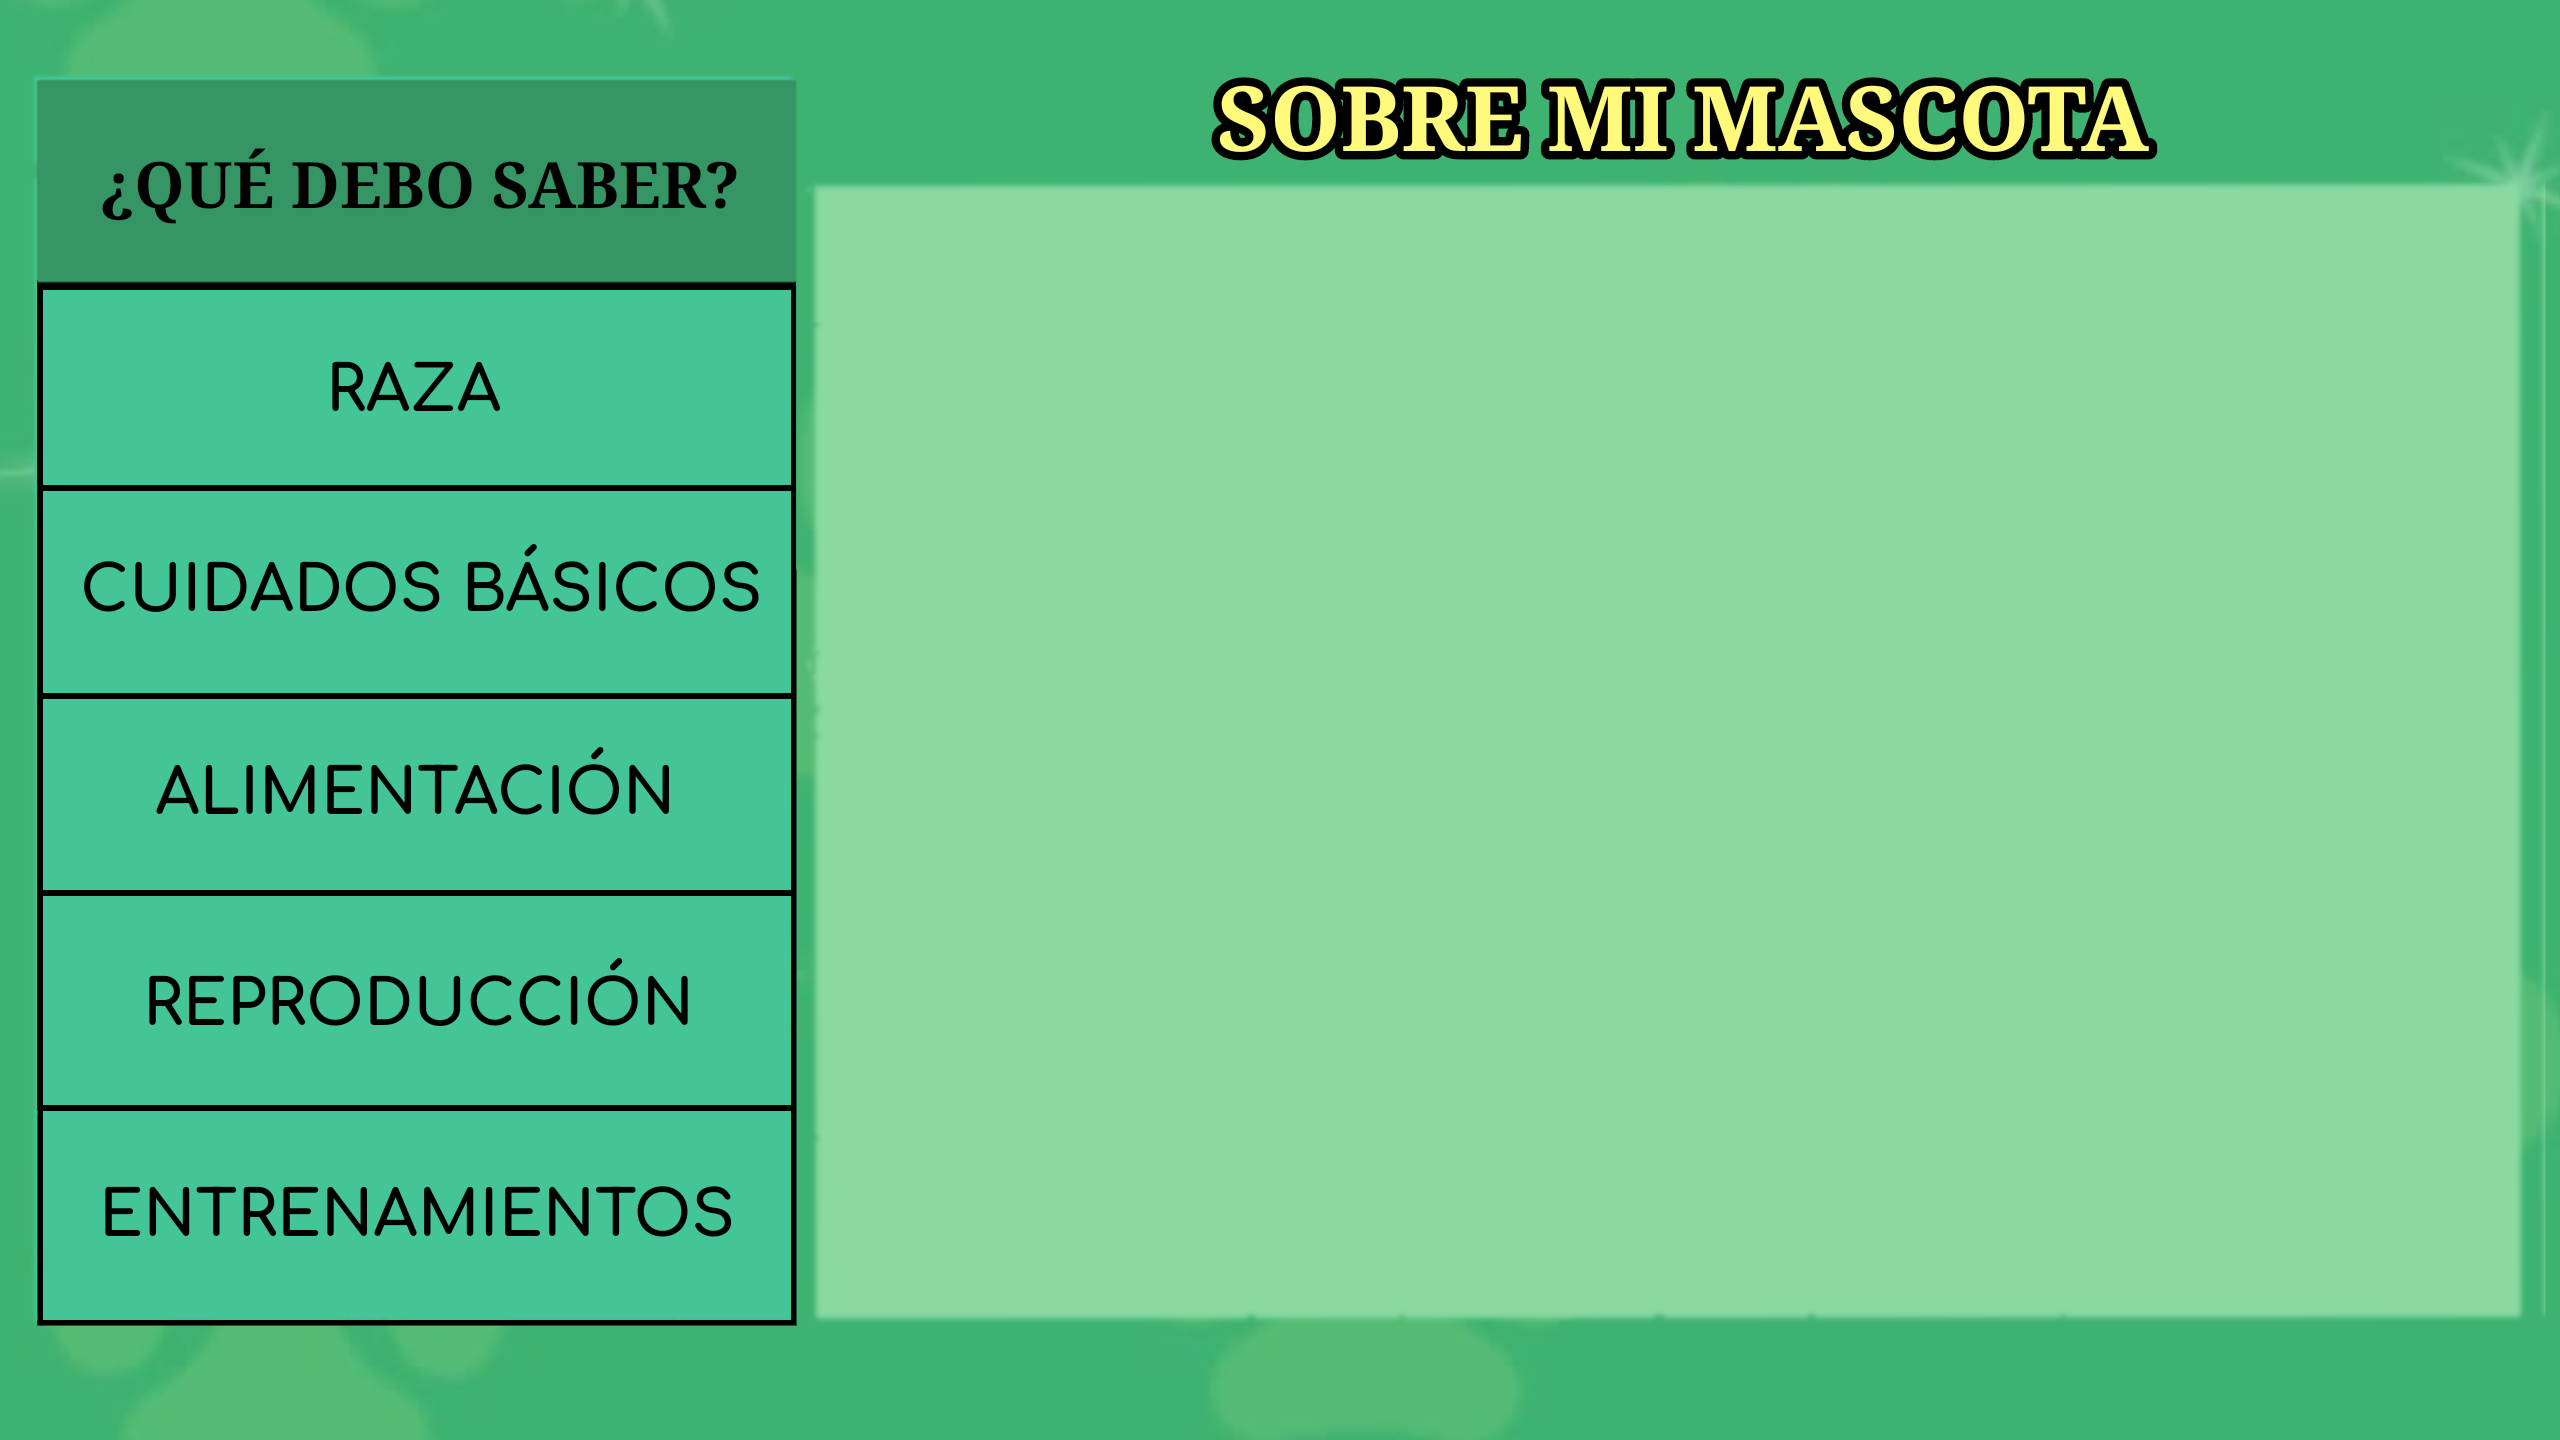 ¿QUÉ DEBO SABER?
RAZA
CUIDADOS BÁSICOS
ALIMENTACIÓN
REPRODUCCIÓN
ENTRENAMIENTOS
SOBRE MI MASCOTA